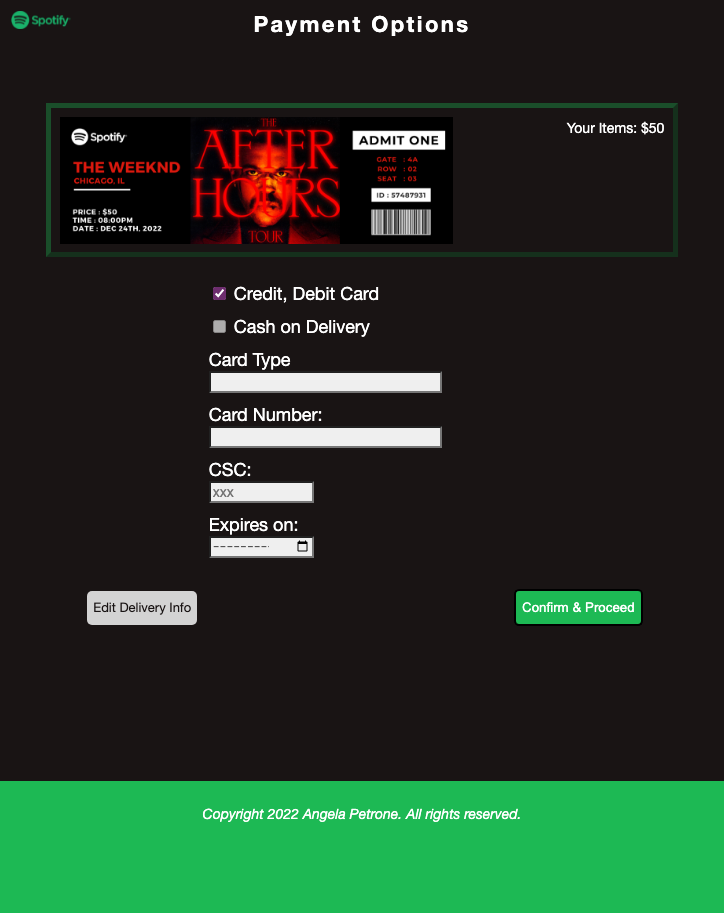 Spotify
Payment Options
Your Items: $50
Spotify
THE WEEKND
CHICAGO, IL
PRICE : $50
TIME : 08:00PM
DATE : DEC 24TH, 2022
THE
AFTER
HOURS
TOUR
ADMIT ONE
GATE : 4A
ROW : 02
SEAT : 03
ID : 57487931
Credit, Debit Card
Cash on Delivery
Card Type
Card Number:
CSC:
xxx
Expires on:
--------
Edit Delivery Info
Confirm & Proceed
Copyright 2022 Angela Petrone. All rights reserved.